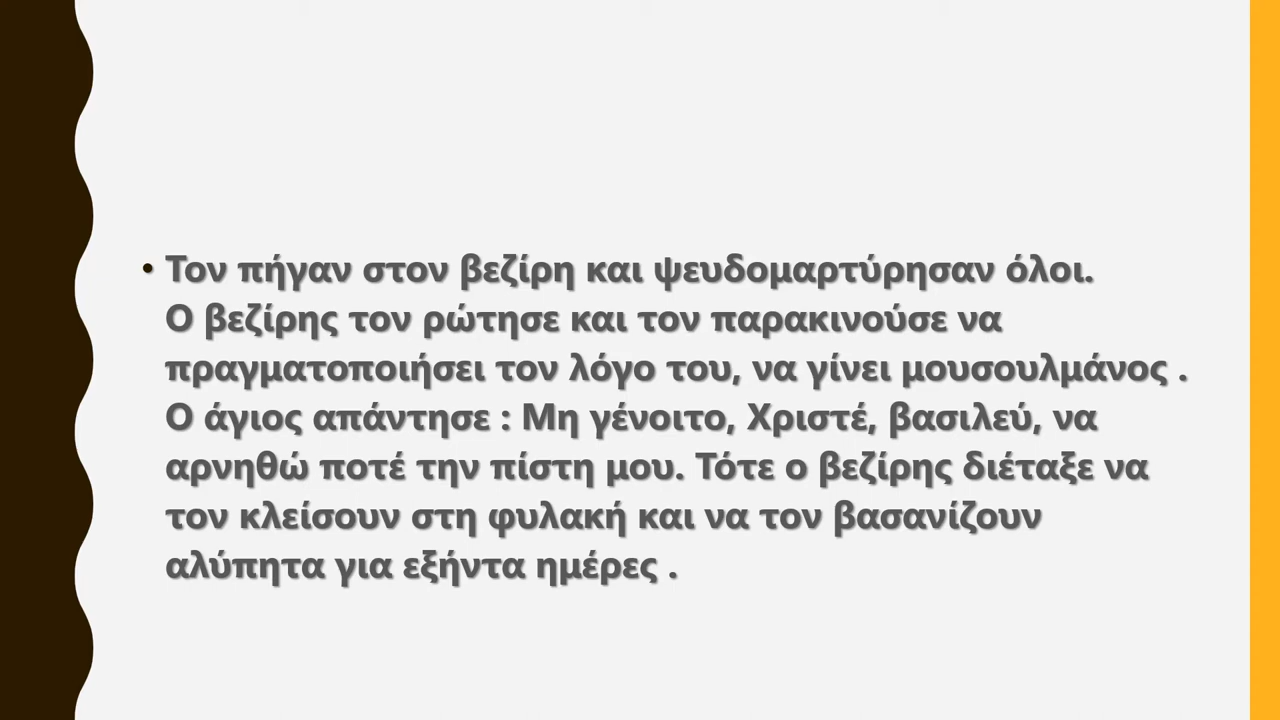 • Τον πήγαν στον βεζίρη και ψευδομαρτύρησαν όλοι.
Ο βεζίρης τον ρώτησε και τον παρακινούσε να
πραγματοποιήσει τον λόγο του, να γίνει μουσουλμάνος .
Ο άγιος απάντησε : Μη γένοιτο, Χριστέ, βασιλεύ, να
αρνηθώ ποτέ την πίστη μου. Τότε ο βεζίρης διέταξε να
τον κλείσουν στη φυλακή και να τον βασανίζουν
αλύπητα για εξήντα ημέρες .